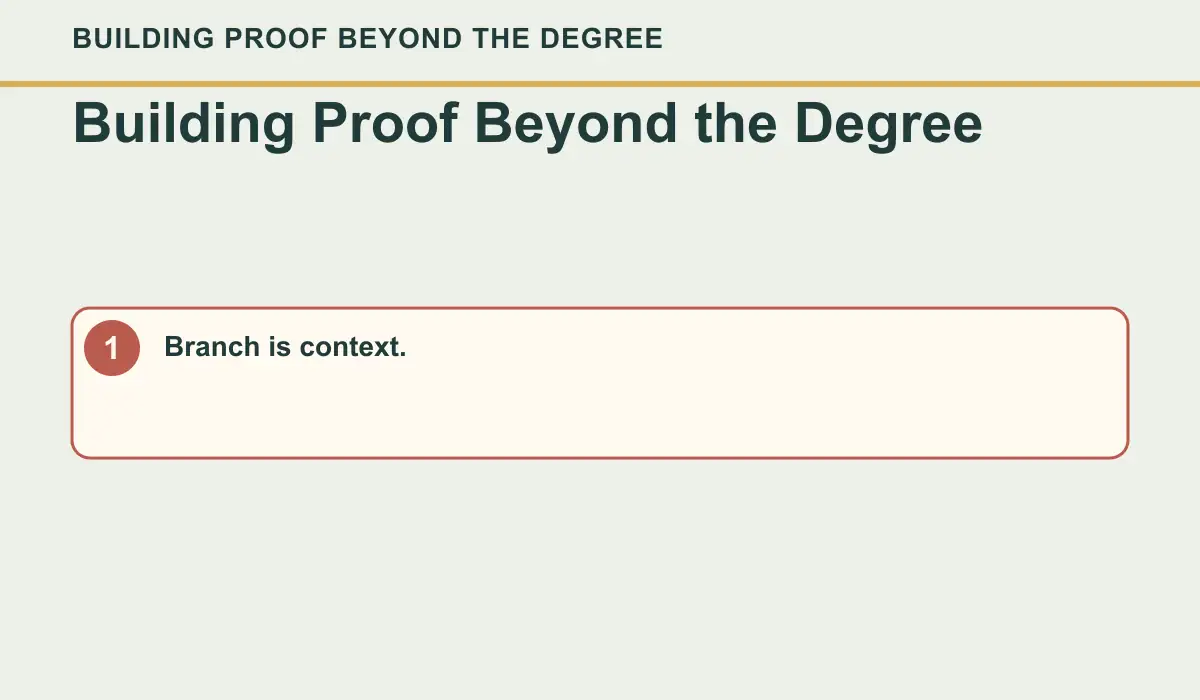 BUILDING PROOF BEYOND THE DEGREE
Building Proof Beyond the Degree
1 Branch is context.